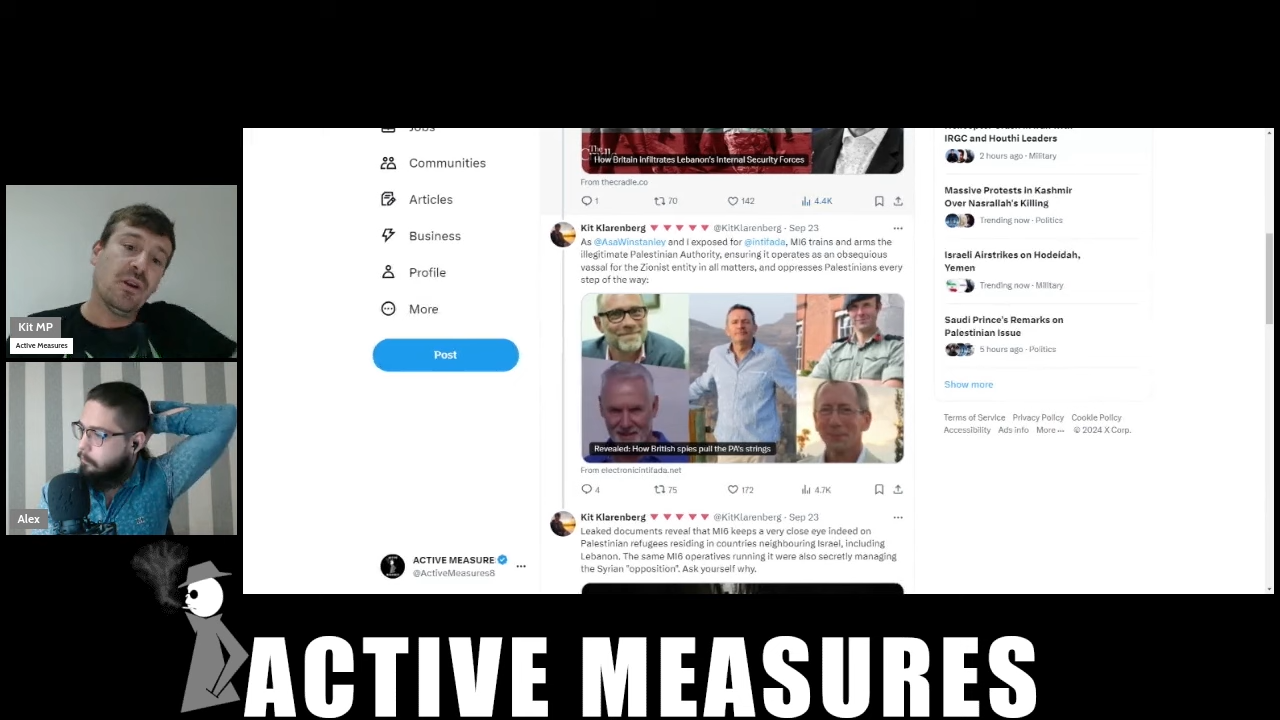 Kit MP
Active Measures
Alex
Jobs
Communities
Articles
Business
Profile
More
Post
ACTIVE MEASURE
@ActiveMeasures8
How Britain Infiltrates Lebanon's Internal Security Forces
From thecradle.co
1 70 142 4.4K
Kit Klarenberg 🔻🔻🔻🔻🔻 @KitKlarenberg · Sep 23
As @AsaWinstanley and I exposed for @intifada, MI6 trains and arms the
illegitimate Palestinian Authority, ensuring it operates as an obsequious
vassal for the Zionist entity in all matters, and oppresses Palestinians every
step of the way:
Revealed: How British spies pull the PA's strings
From electronicintifada.net
4 75 172 4.7K
Kit Klarenberg 🔻🔻🔻🔻🔻 @KitKlarenberg · Sep 23
Leaked documents reveal that MI6 keeps a very close eye indeed on
Palestinian refugees residing in countries neighbouring Israel, including
Lebanon. The same MI6 operatives running it were also secretly managing
the Syrian "opposition". Ask yourself why.
IRGC and Houthi Leaders
2 hours ago · Military
Massive Protests in Kashmir
Over Nasrallah's Killing
Trending now · Politics
Israeli Airstrikes on Hodeidah,
Yemen
Trending now · Military
Saudi Prince's Remarks on
Palestinian Issue
5 hours ago · Politics
Show more
Terms of Service Privacy Policy Cookie Policy
Accessibility Ads info More ··· © 2024 X Corp.
ACTIVE MEASURES